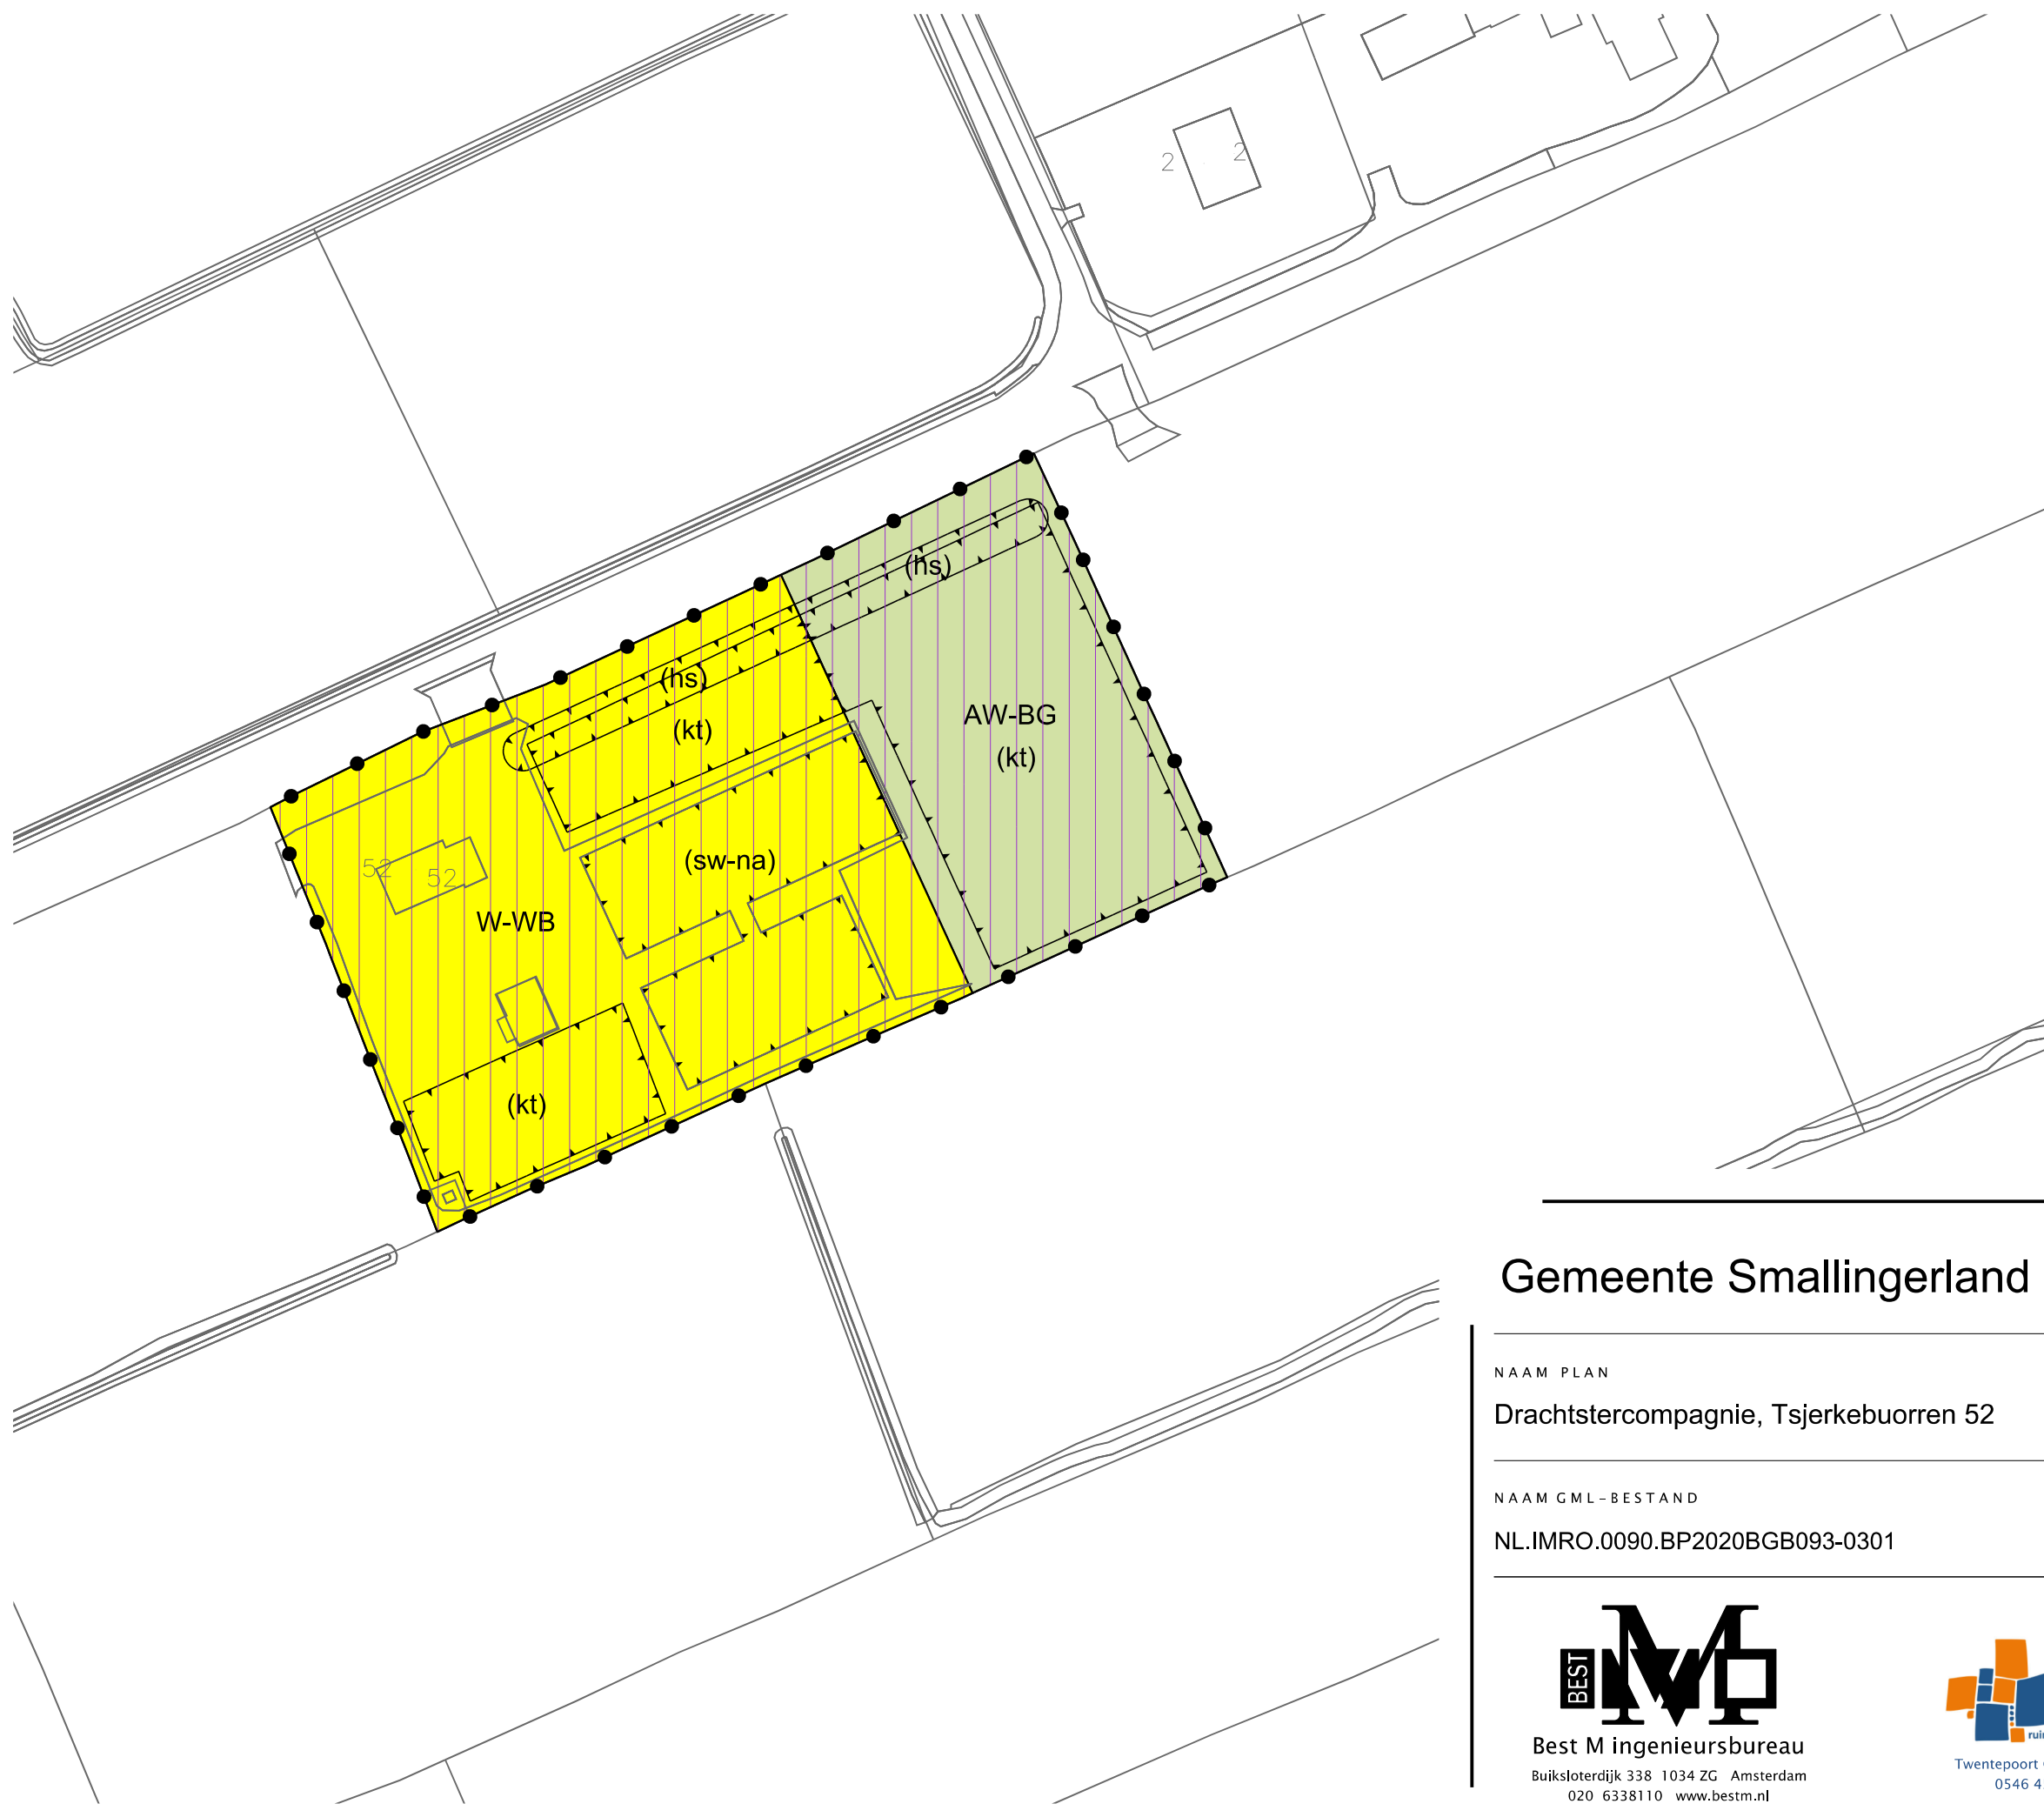 2 2
(hs)
(hs)
AW-BG
(kt)
(kt)
(sw-na)
52 52
W-WB
(kt)
Gemeente Smallingerland
NAAM PLAN
Drachtstercompagnie, Tsjerkebuorren 52
NAAM GML-BESTAND
NL.IMRO.0090.BP2020BGB093-0301
BEST
Best M ingenieursbureau
Buiksloterdijk 338 1034 ZG Amsterdam
020 6338110 www.bestm.nl
Twentepoort
0546 4